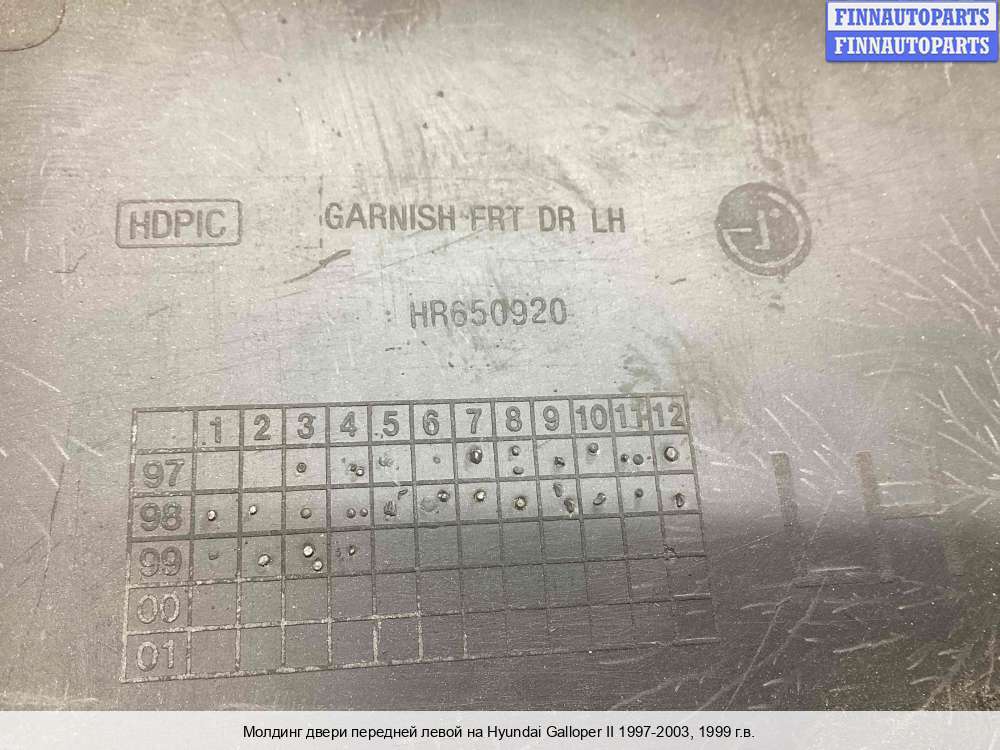 FINNAUTOPARTS
FINNAUTOPARTS
HDPIC GARNISH FRT DR LH
HR650920
1 2 3 4 5 6 7 8 9 10 11 12
97
98
99
00
01
LH
Молдинг двери передней левой на Hyundai Galloper II 1997-2003, 1999 г.в.